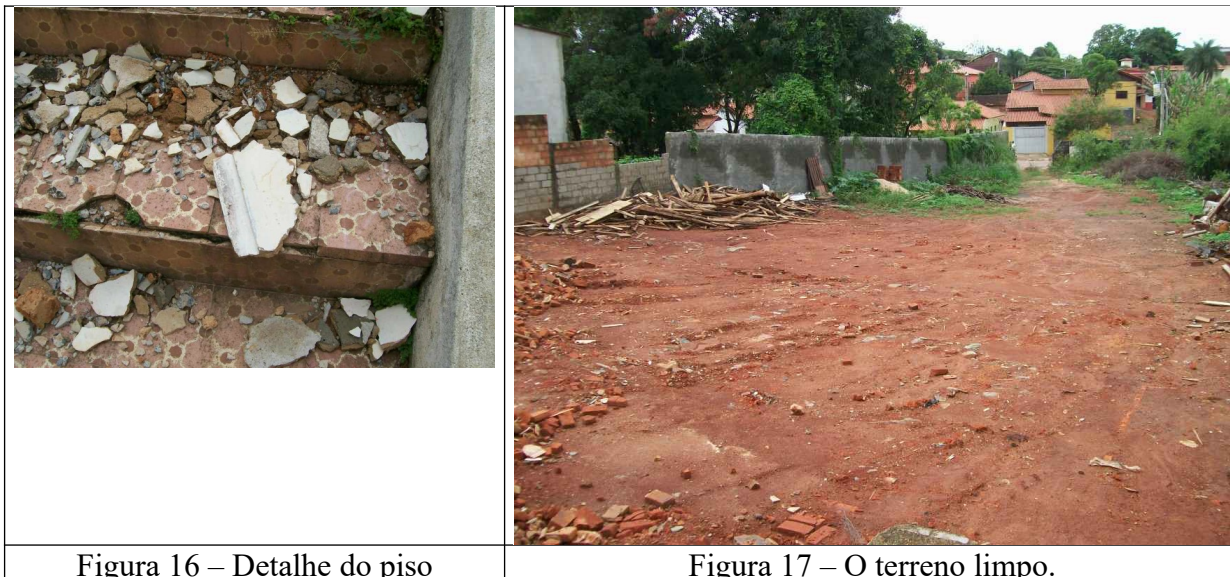 Figura 16 – Detalhe do piso
Figura 17 – O terreno limpo.